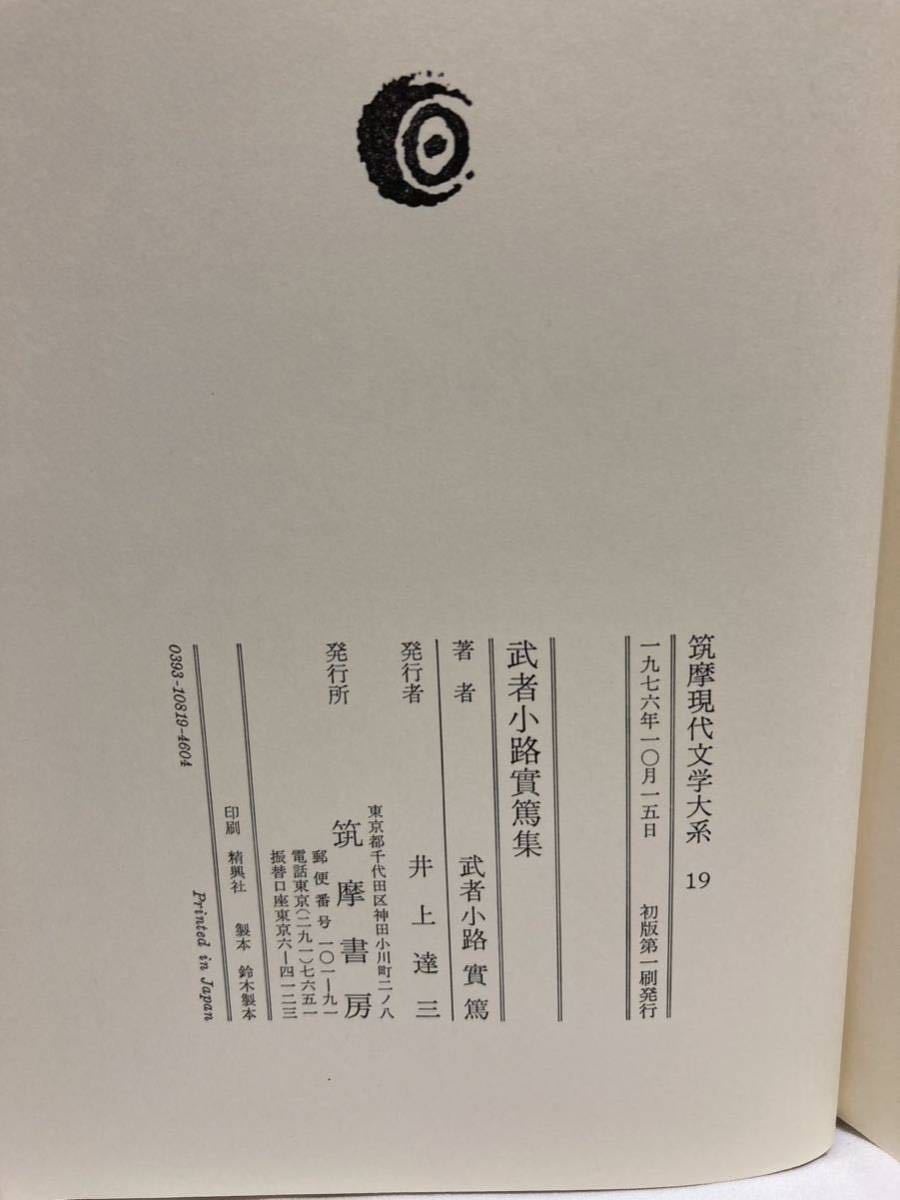 筑摩現代文学大系 19
一九七六年一〇月一五日 初版第一刷発行
武者小路實篤集
著者 武者小路實篤
発行者 井上達三
発行所 筑摩書房
東京都千代田区神田小川町二ノ八
郵便番号 一〇一―九一
電話東京(二九一)七六五一
振替口座東京六―四一二三
印刷 精興社 製本 鈴木製本
0393-10819-4604 Printed in Japan